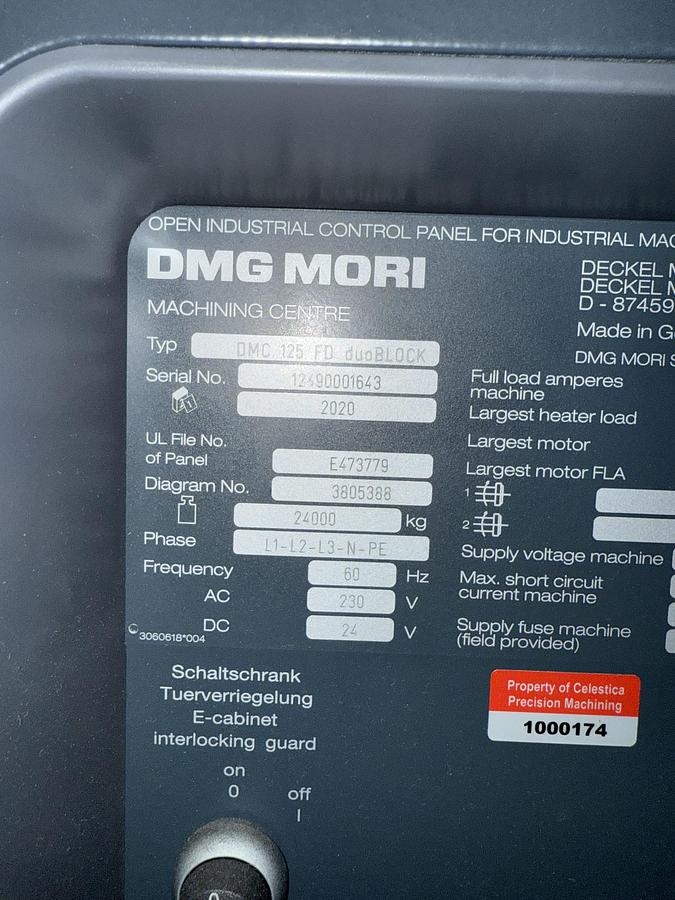 OPEN INDUSTRIAL CONTROL PANEL FOR INDUSTRIAL
DMG MORI
MACHINING CENTRE
Typ DMC 125 FD duoBLOCK
Serial No. 12490001643
2020
UL File No.
of Panel E473779
Diagram No. 3805388
24000 kg
Phase L1-L2-L3-N-PE
Frequency 60 Hz
AC 230 V
DC 24 V
3060618*004
DECKEL
DECKEL
D - 87459
Made in
DMG MORI
Full load amperes
machine
Largest heater load
Largest motor
Largest motor FLA
1
2
Supply voltage machine
Max. short circuit
current machine
Supply fuse machine
(field provided)
Schaltschrank
Tuerverriegelung
E-cabinet
interlocking guard
on
0
off
I
Property of Celestica
Precision Machining
1000174